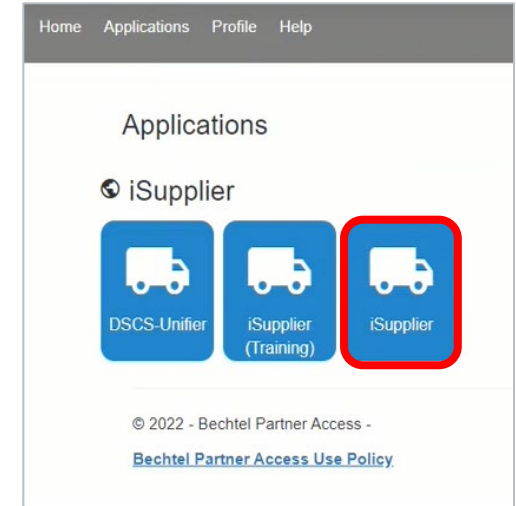 Home Applications Profile Help
Applications
iSupplier
DSCS-Unifier
iSupplier
(Training)
iSupplier
© 2022 - Bechtel Partner Access -
Bechtel Partner Access Use Policy